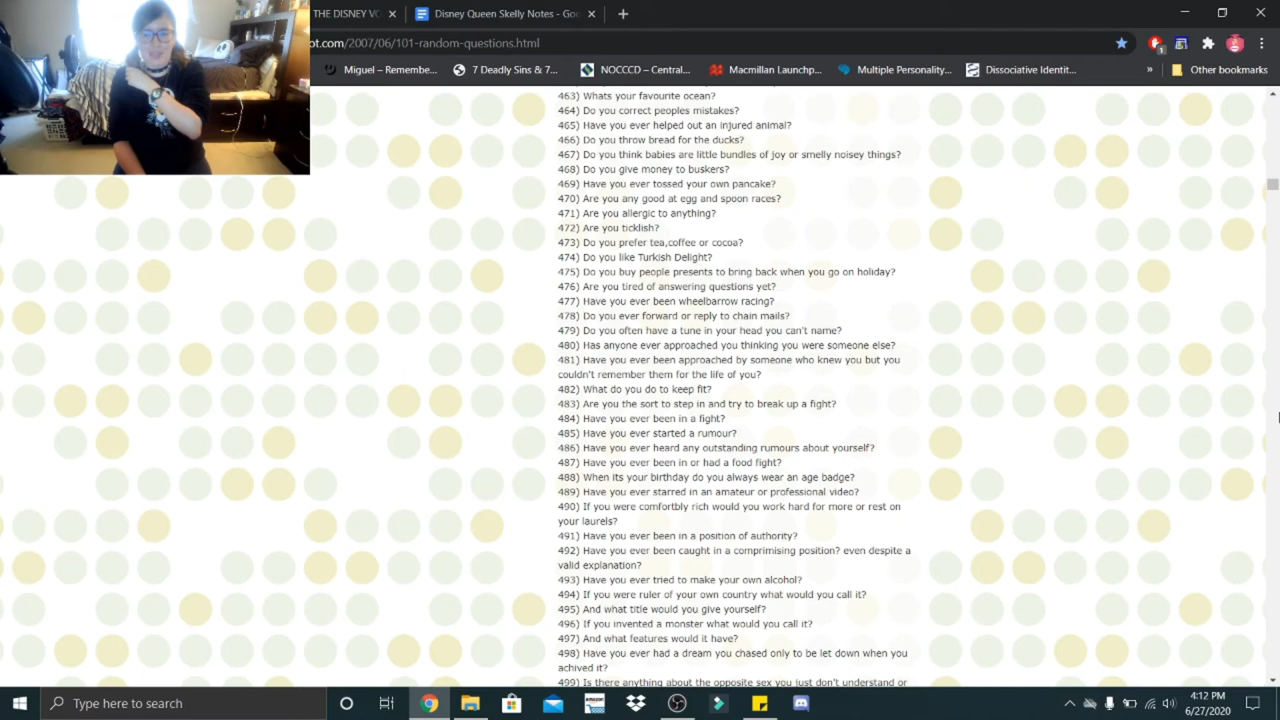 THE DISNEY VO
Disney Queen Skelly Notes - Goo
ot.com/2007/06/101-random-questions.html
Miguel – Remembe...
7 Deadly Sins & 7...
NOCCCD – Central...
Macmillan Launchp...
Multiple Personality...
Dissociative Identit...
»
Other bookmarks
463) Whats your favourite ocean?
464) Do you correct peoples mistakes?
465) Have you ever helped out an injured animal?
466) Do you throw bread for the ducks?
467) Do you think babies are little bundles of joy or smelly noisey things?
468) Do you give money to buskers?
469) Have you ever tossed your own pancake?
470) Are you any good at egg and spoon races?
471) Are you allergic to anything?
472) Are you ticklish?
473) Do you prefer tea,coffee or cocoa?
474) Do you like Turkish Delight?
475) Do you buy people presents to bring back when you go on holiday?
476) Are you tired of answering questions yet?
477) Have you ever been wheelbarrow racing?
478) Do you ever forward or reply to chain mails?
479) Do you often have a tune in your head you can't name?
480) Has anyone ever approached you thinking you were someone else?
481) Have you ever been approached by someone who knew you but you
couldn't remember them for the life of you?
482) What do you do to keep fit?
483) Are you the sort to step in and try to break up a fight?
484) Have you ever been in a fight?
485) Have you ever started a rumour?
486) Have you ever heard any outstanding rumours about yourself?
487) Have you ever been in or had a food fight?
488) When its your birthday do you always wear an age badge?
489) Have you ever starred in an amateur or professional video?
490) If you were comfortbly rich would you work hard for more or rest on
your laurels?
491) Have you ever been in a position of authority?
492) Have you ever been caught in a comprimising position? even despite a
valid explanation?
493) Have you ever tried to make your own alcohol?
494) If you were ruler of your own country what would you call it?
495) And what title would you give yourself?
496) If you invented a monster what would you call it?
497) And what features would it have?
498) Have you ever had a dream you chased only to be let down when you
achived it?
499) Is there anything about the opposite sex you just don't understand or
Type here to search
amazon
4:12 PM
6/27/2020